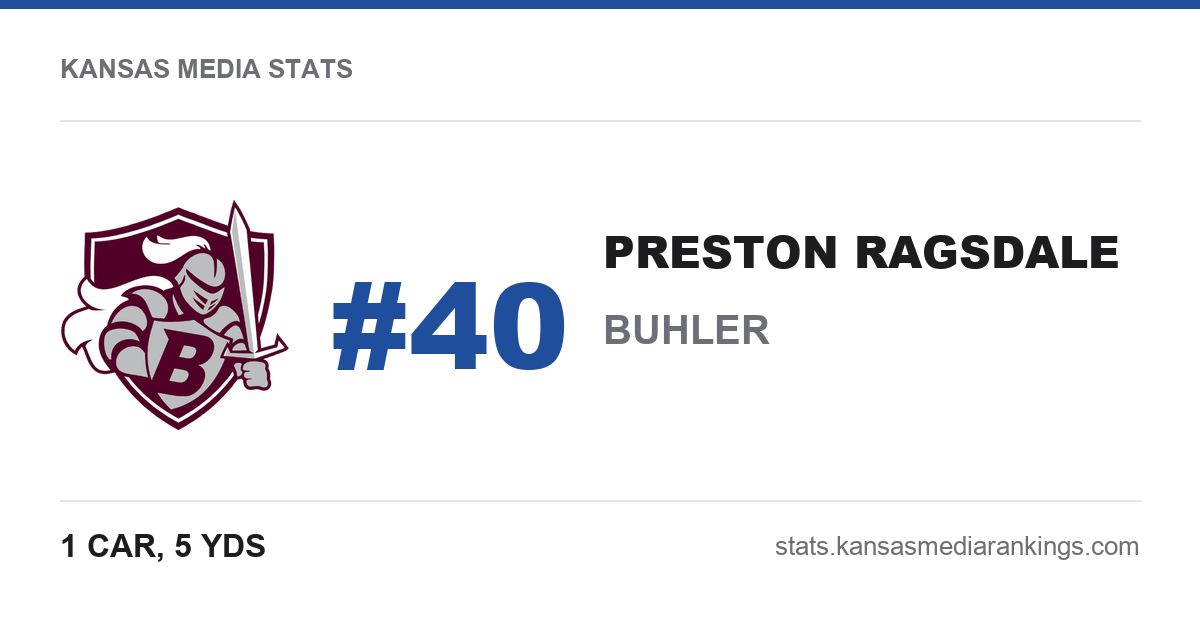 KANSAS MEDIA STATS
B
#40
PRESTON RAGSDALE
BUHLER
1 CAR, 5 YDS
stats.kansasmediarankings.com